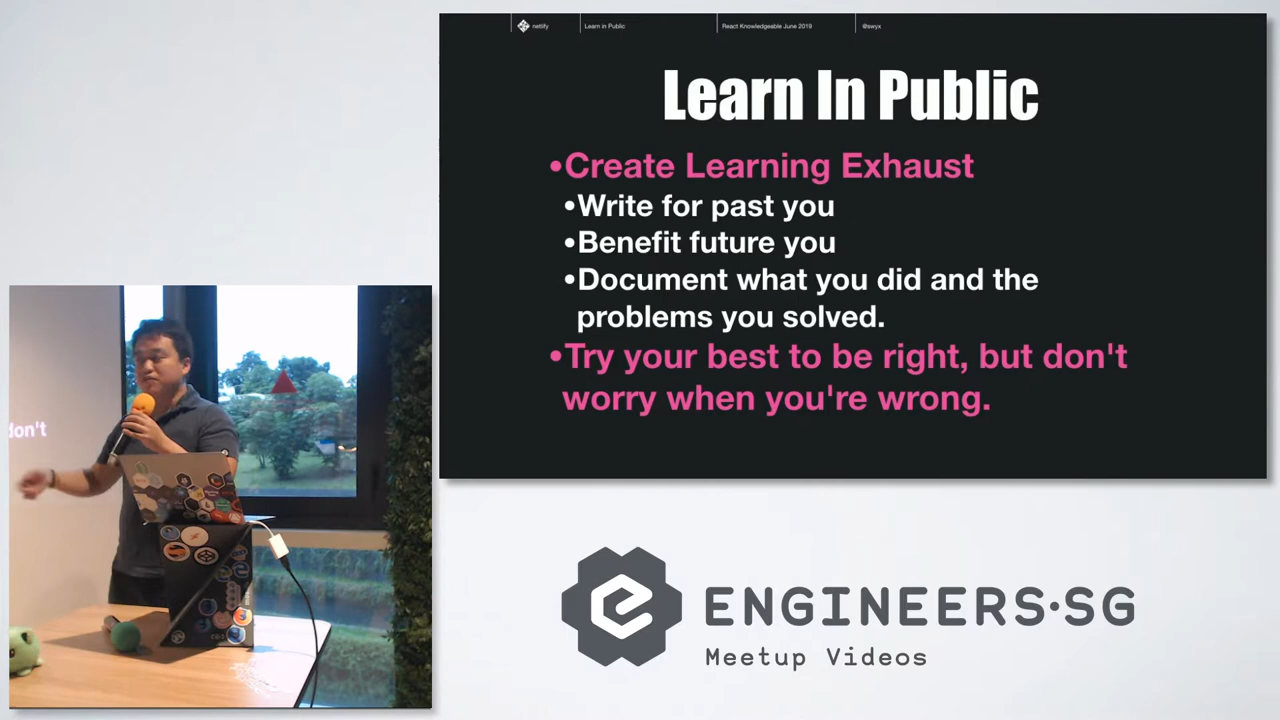 netlify
Learn in Public
React Knowledgeable June 2019
@swyx
Learn In Public
•Create Learning Exhaust
•Write for past you
•Benefit future you
•Document what you did and the
problems you solved.
•Try your best to be right, but don't
worry when you're wrong.
don't
ENGINEERS·SG
Meetup Videos